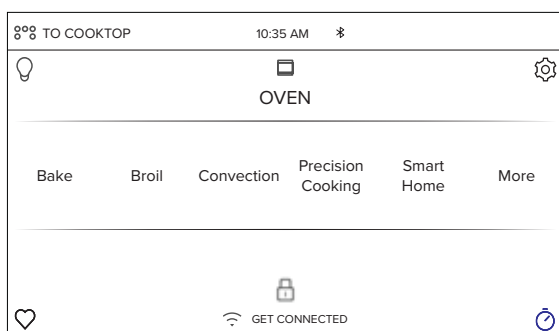 TO COOKTOP 10:35 AM
OVEN
Bake Broil Convection Precision Cooking Smart Home More
GET CONNECTED